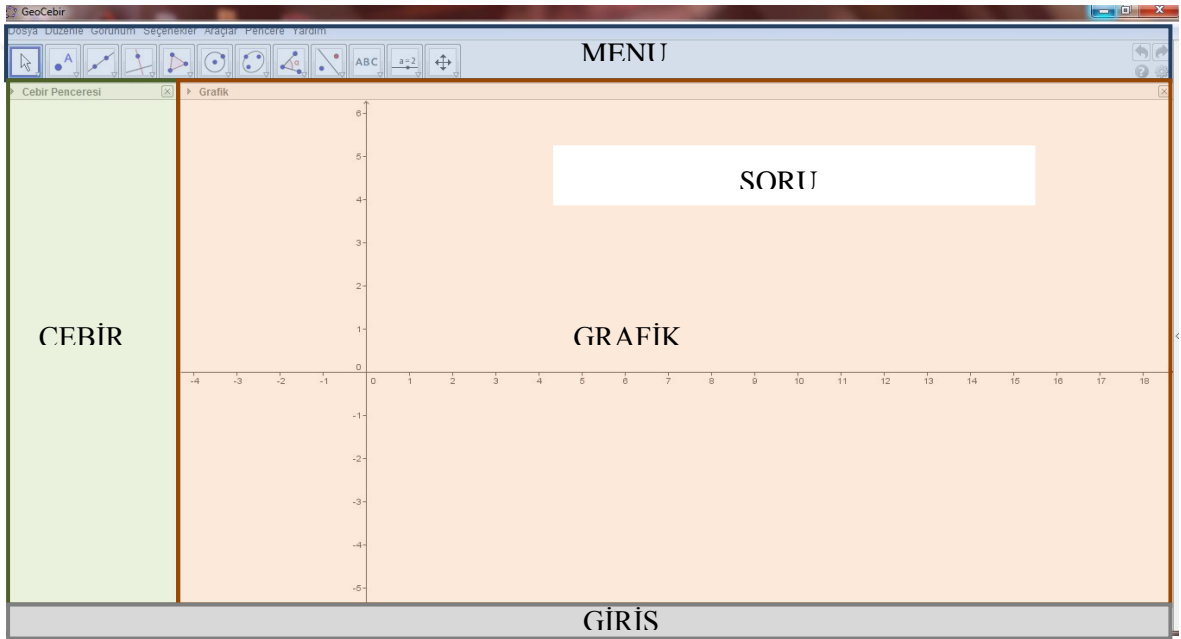 GeoCebir
Dosya Düzenle Görünüm Seçenekler Araçlar Pencere Yardım
MENU
A
α
ABC
a=2
Cebir Penceresi
Grafik
SORU
CEBİR
GRAFİK
6
5
4
3
2
1
0
-4 -3 -2 -1 0 1 2 3 4 5 6 7 8 9 10 11 12 13 14 15 16 17 18
-1
-2
-3
-4
-5
GİRİS